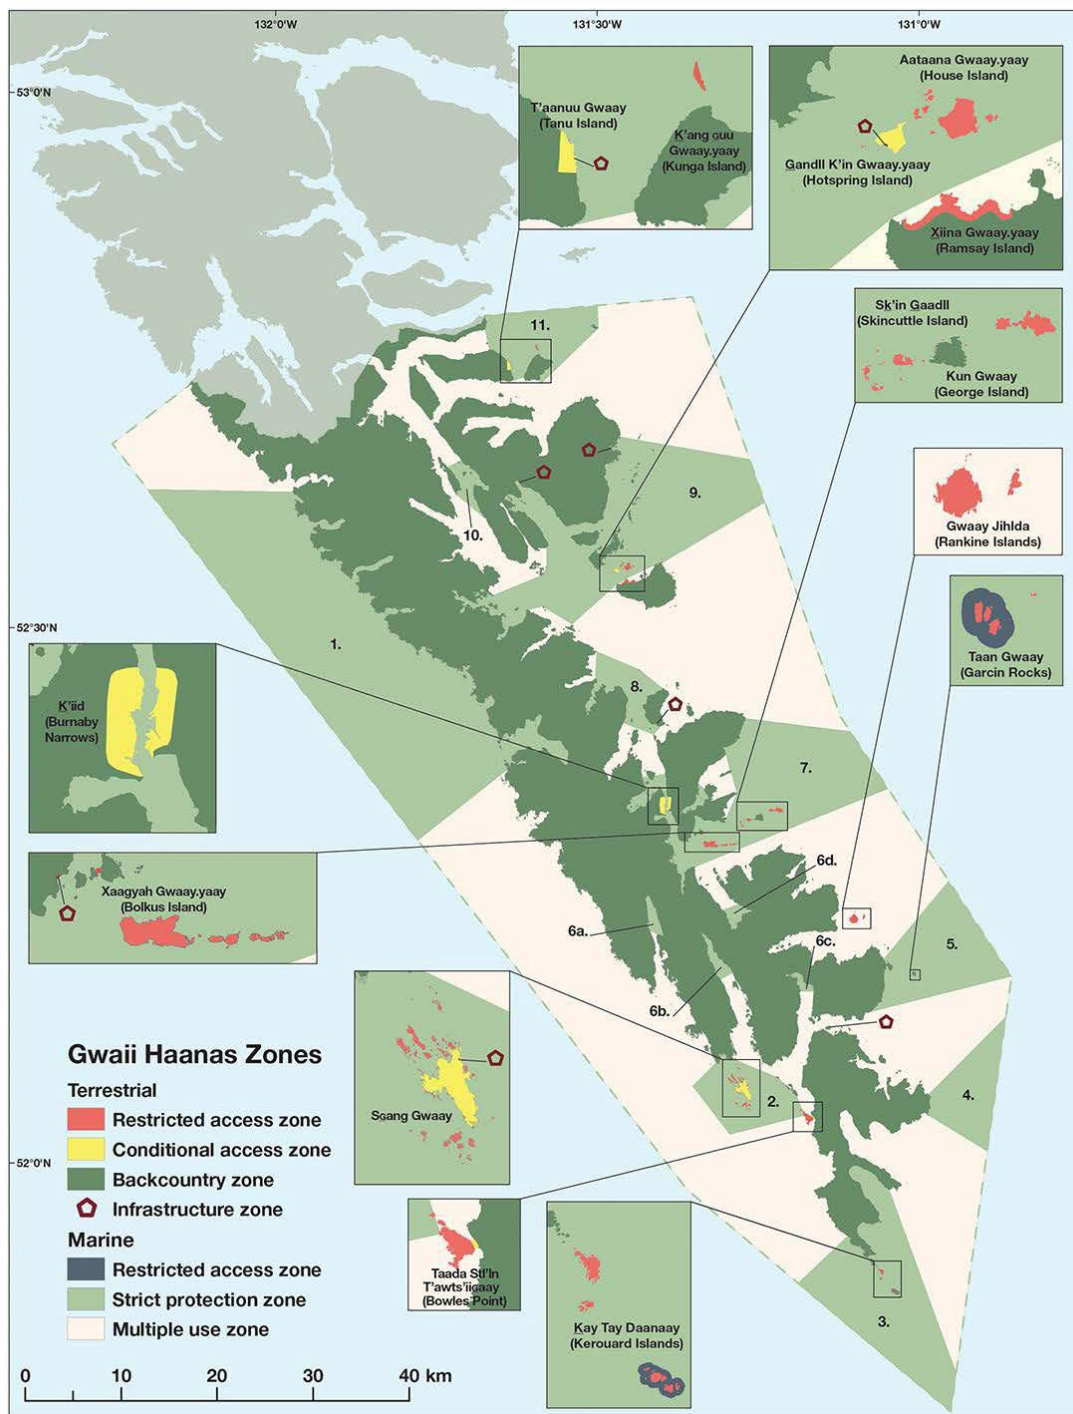 132°0'W
131°30'W
131°0'W
53°0'N
52°30'N
52°0'N
T'aanuu Gwaay
(Tanu Island)
K'ang guu
Gwaay.yaay
(Kunga Island)
Aataana Gwaay.yaay
(House Island)
Gandll K'in Gwaay.yaay
(Hotspring Island)
Xiina Gwaay.yaay
(Ramsay Island)
Sk'in Gaadll
(Skincuttle Island)
Kun Gwaay
(George Island)
Gwaay Jihlda
(Rankine Islands)
Taan Gwaay
(Garcin Rocks)
11.
9.
10.
1.
8.
7.
K'iid
(Burnaby
Narrows)
Xaagyah Gwaay.yaay
(Bolkus Island)
6d.
6a.
6c.
5.
6b.
2.
4.
3.
Sgang Gwaay
Taada Stl'in
T'awts'iigaay
(Bowles Point)
Kay Tay Daanaay
(Kerouard Islands)
Gwaii Haanas Zones
Terrestrial
Restricted access zone
Conditional access zone
Backcountry zone
Infrastructure zone
Marine
Restricted access zone
Strict protection zone
Multiple use zone
0 10 20 30 40 km